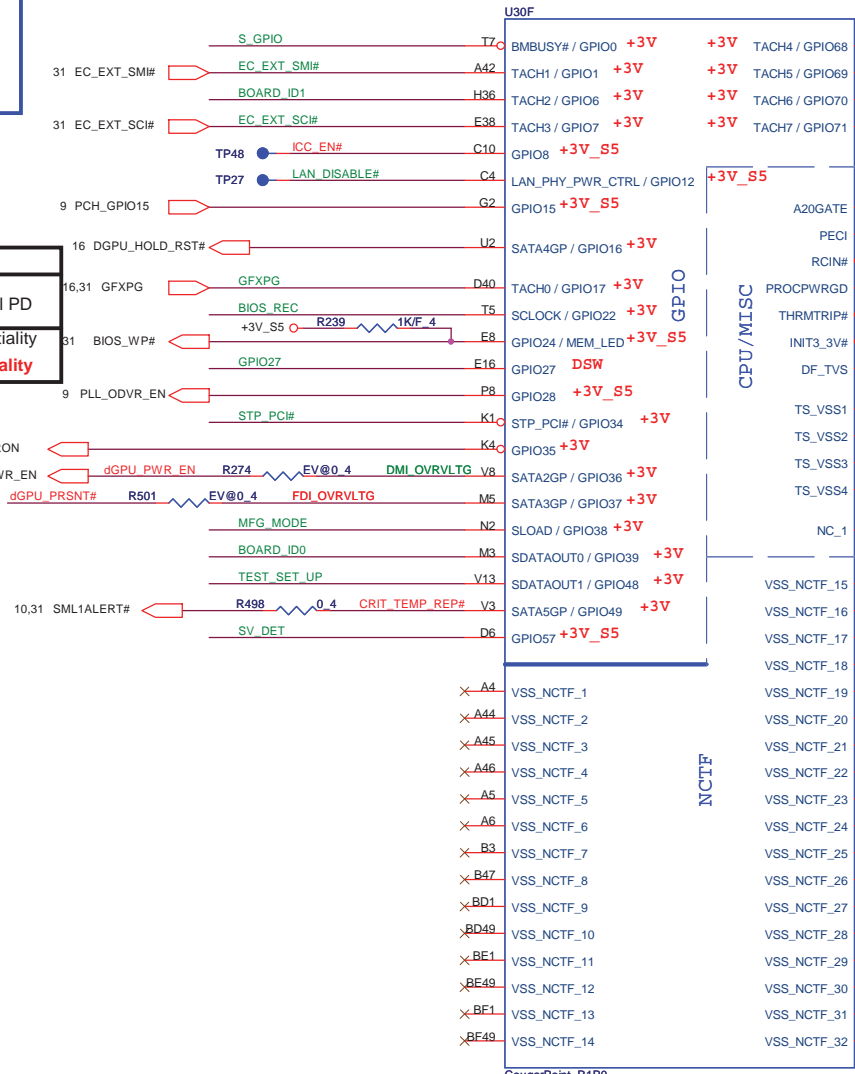 U30F
S_GPIO T7 BMBUSY# / GPIO0 +3V +3V TACH4 / GPIO68
31 EC_EXT_SMI# EC_EXT_SMI# A42 TACH1 / GPIO1 +3V +3V TACH5 / GPIO69
BOARD_ID1 H36 TACH2 / GPIO6 +3V +3V TACH6 / GPIO70
31 EC_EXT_SCI# EC_EXT_SCI# E38 TACH3 / GPIO7 +3V +3V TACH7 / GPIO71
TP48 ICC_EN# C10 GPIO8 +3V_S5
TP27 LAN_DISABLE# C4 LAN_PHY_PWR_CTRL / GPIO12 +3V_S5
9 PCH_GPIO15 G2 GPIO15 +3V_S5 A20GATE
PECI
16 DGPU_HOLD_RST# U2 SATA4GP / GPIO16 +3V
RCIN#
16,31 GFXPG GFXPG D40 TACH0 / GPIO17 +3V PROCPWRGD
l PD
BIOS_REC T5 SCLOCK / GPIO22 +3V THRMTRIP#
GPIO
CPU/MISC
+3V_S5 R239 1K/F_4
tiality
31 BIOS_WP# E8 GPIO24 / MEM_LED +3V_S5 INIT3_3V#
ality
GPIO27 E16 GPIO27 DSW DF_TVS
9 PLL_ODVR_EN P8 GPIO28 +3V_S5
TS_VSS1
STP_PCI# K1 STP_PCI# / GPIO34 +3V
TS_VSS2
ON K4 GPIO35 +3V
TS_VSS3
WR_EN dGPU_PWR_EN R274 EV@0_4 DMI_OVRVLTG V8 SATA2GP / GPIO36 +3V
TS_VSS4
dGPU_PRSNT# R501 EV@0_4 FDI_OVRVLTG M5 SATA3GP / GPIO37 +3V
MFG_MODE N2 SLOAD / GPIO38 +3V NC_1
BOARD_ID0 M3 SDATAOUT0 / GPIO39 +3V
TEST_SET_UP V13 SDATAOUT1 / GPIO48 +3V VSS_NCTF_15
10,31 SML1ALERT# R498 0_4 CRIT_TEMP_REP# V3 SATA5GP / GPIO49 +3V VSS_NCTF_16
SV_DET D6 GPIO57 +3V_S5 VSS_NCTF_17
VSS_NCTF_18
A4 VSS_NCTF_1 VSS_NCTF_19
A44 VSS_NCTF_2 VSS_NCTF_20
A45 VSS_NCTF_3 VSS_NCTF_21
A46 VSS_NCTF_4 VSS_NCTF_22
NCTF
A5 VSS_NCTF_5 VSS_NCTF_23
A6 VSS_NCTF_6 VSS_NCTF_24
B3 VSS_NCTF_7 VSS_NCTF_25
B47 VSS_NCTF_8 VSS_NCTF_26
BD1 VSS_NCTF_9 VSS_NCTF_27
BD49 VSS_NCTF_10 VSS_NCTF_28
BE1 VSS_NCTF_11 VSS_NCTF_29
BE49 VSS_NCTF_12 VSS_NCTF_30
BF1 VSS_NCTF_13 VSS_NCTF_31
BF49 VSS_NCTF_14 VSS_NCTF_32